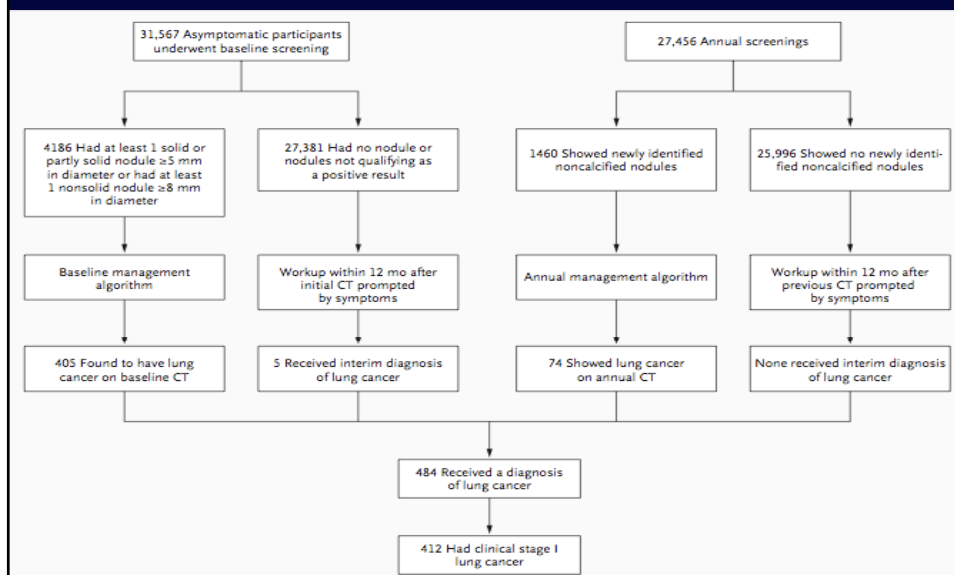 31,567 Asymptomatic participants
underwent baseline screening
27,456 Annual screenings
4186 Had at least 1 solid or
partly solid nodule ≥5 mm
in diameter or had at least
1 nonsolid nodule ≥8 mm
in diameter
27,381 Had no nodule or
nodules not qualifying as
a positive result
1460 Showed newly identified
noncalcified nodules
25,996 Showed no newly identi-
fied noncalcified nodules
Baseline management
algorithm
Workup within 12 mo after
initial CT prompted
by symptoms
Annual management algorithm
Workup within 12 mo after
previous CT prompted
by symptoms
405 Found to have lung
cancer on baseline CT
5 Received interim diagnosis
of lung cancer
74 Showed lung cancer
on annual CT
None received interim diagnosis
of lung cancer
484 Received a diagnosis
of lung cancer
412 Had clinical stage I
lung cancer